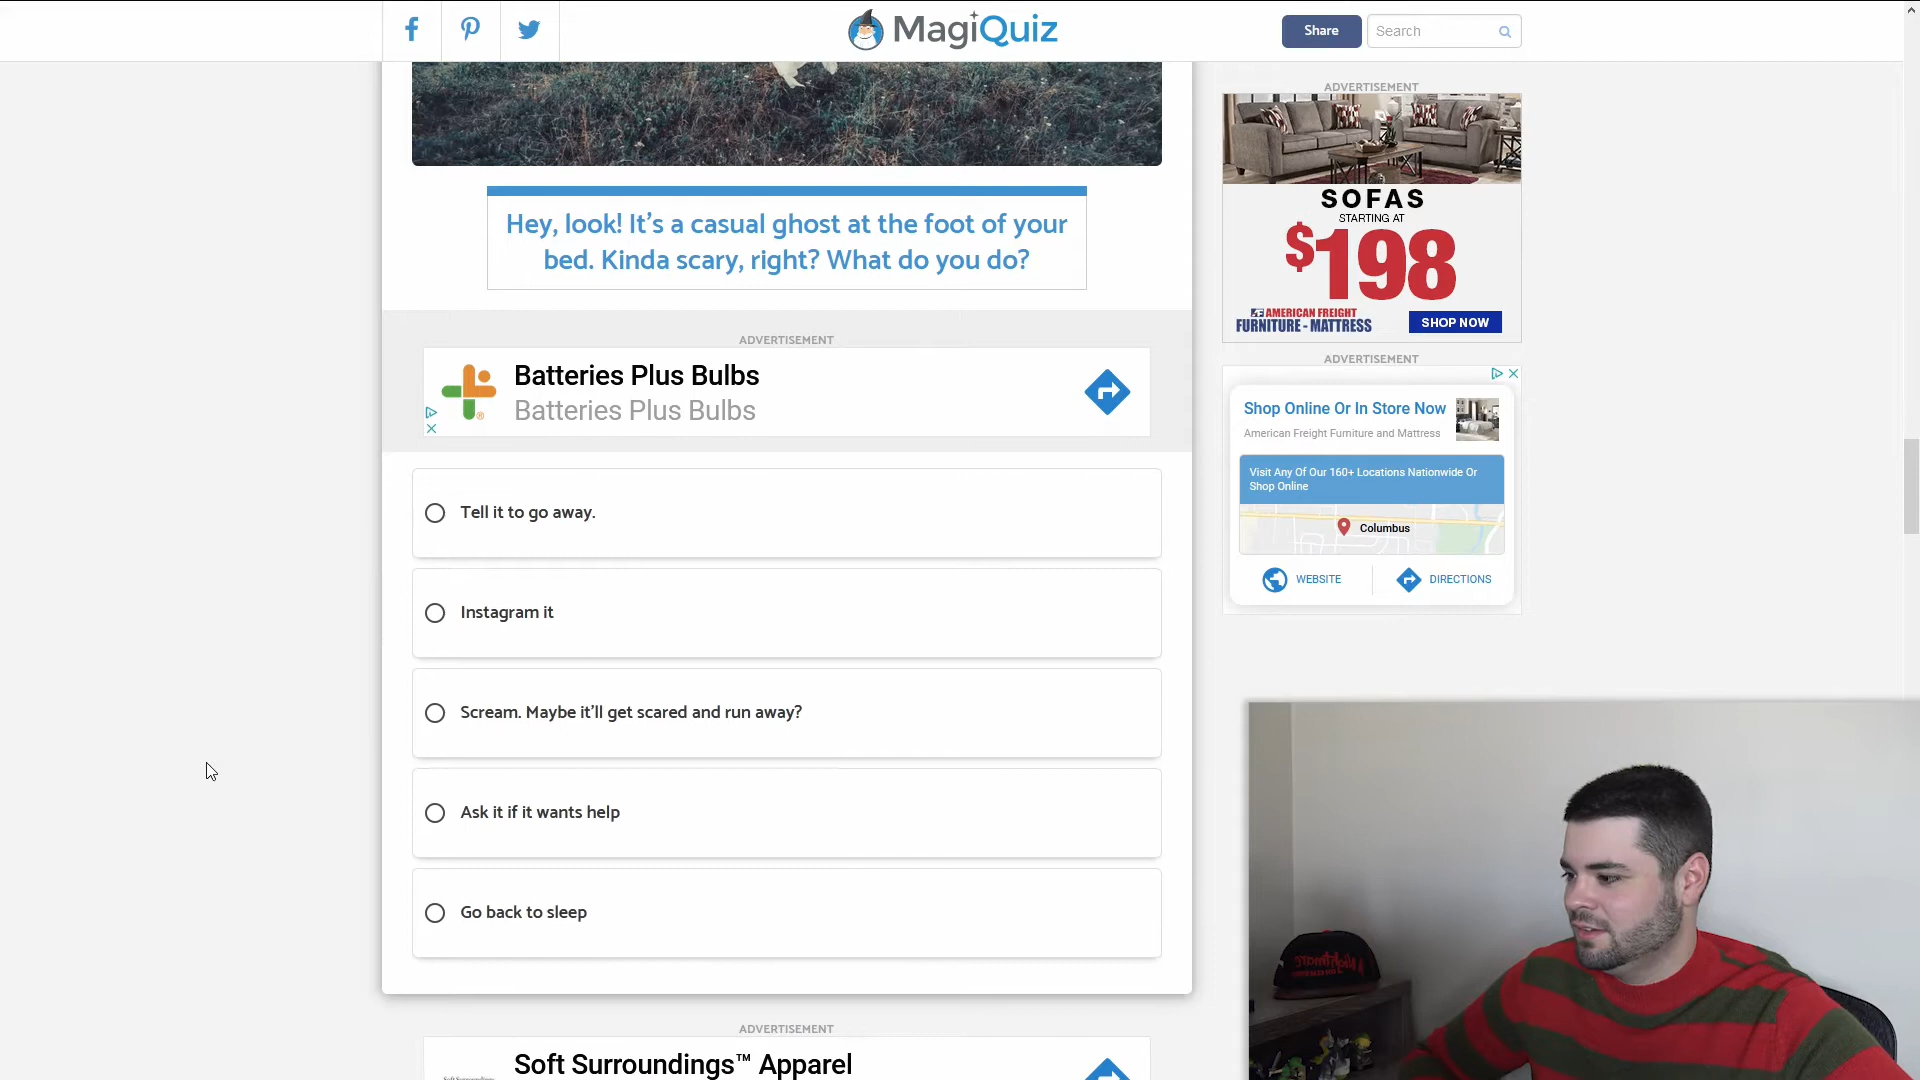 MagiQuiz
Share
Search
Hey, look! It's a casual ghost at the foot of your
bed. Kinda scary, right? What do you do?
ADVERTISEMENT
Batteries Plus Bulbs
Batteries Plus Bulbs
Tell it to go away.
Instagram it
Scream. Maybe it'll get scared and run away?
Ask it if it wants help
Go back to sleep
ADVERTISEMENT
Soft Surroundings™ Apparel
ADVERTISEMENT
SOFAS
STARTING AT
$198
AF AMERICAN FREIGHT
FURNITURE - MATTRESS
SHOP NOW
ADVERTISEMENT
Shop Online Or In Store Now
American Freight Furniture and Mattress
Visit Any Of Our 160+ Locations Nationwide Or
Shop Online
Columbus
WEBSITE
DIRECTIONS